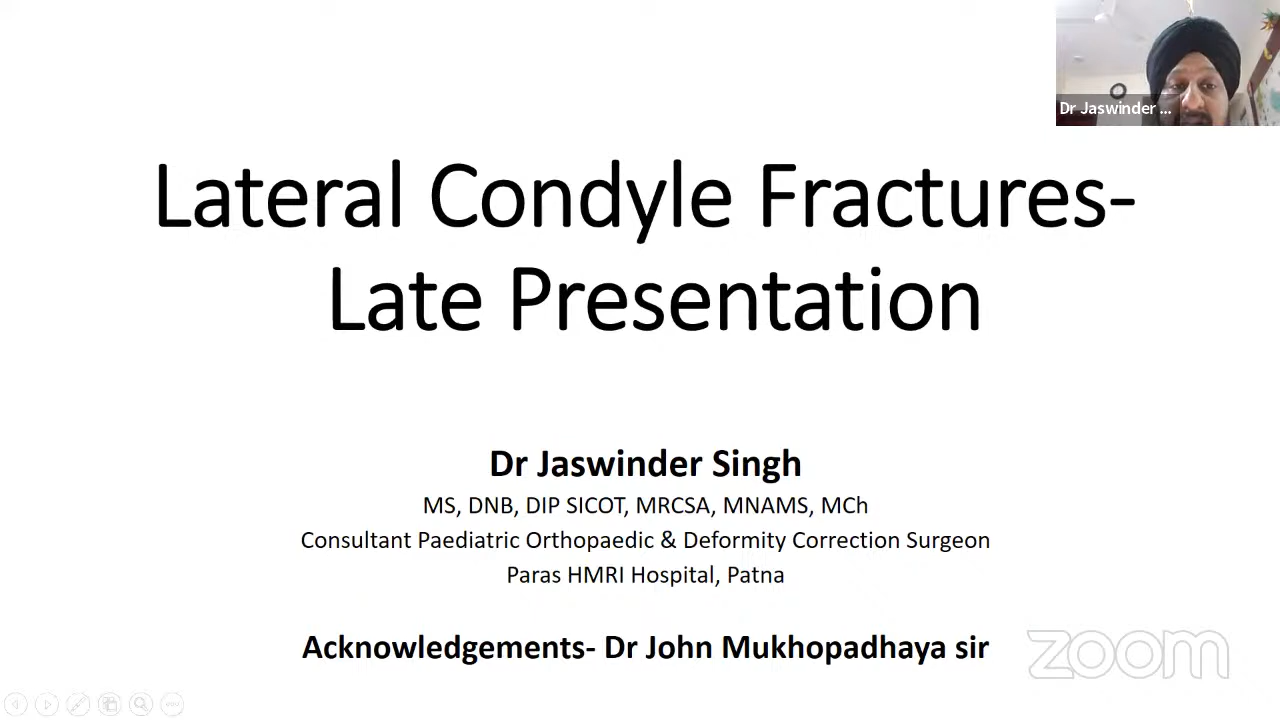 Dr Jaswinder ...
Lateral Condyle Fractures-
Late Presentation
Dr Jaswinder Singh
MS, DNB, DIP SICOT, MRCSA, MNAMS, MCh
Consultant Paediatric Orthopaedic & Deformity Correction Surgeon
Paras HMRI Hospital, Patna
Acknowledgements- Dr John Mukhopadhaya sir
zoom